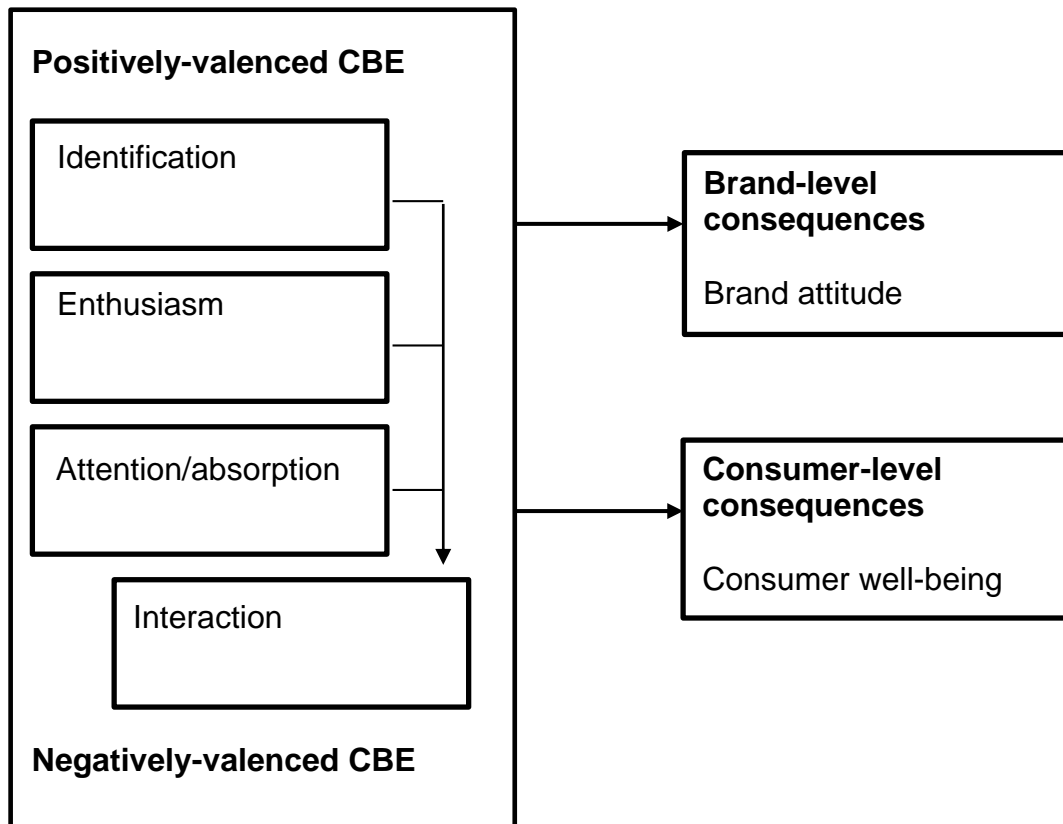 Positively-valenced CBE
Identification
Enthusiasm
Attention/absorption
Interaction
Negatively-valenced CBE
Brand-level
consequences
Brand attitude
Consumer-level
consequences
Consumer well-being